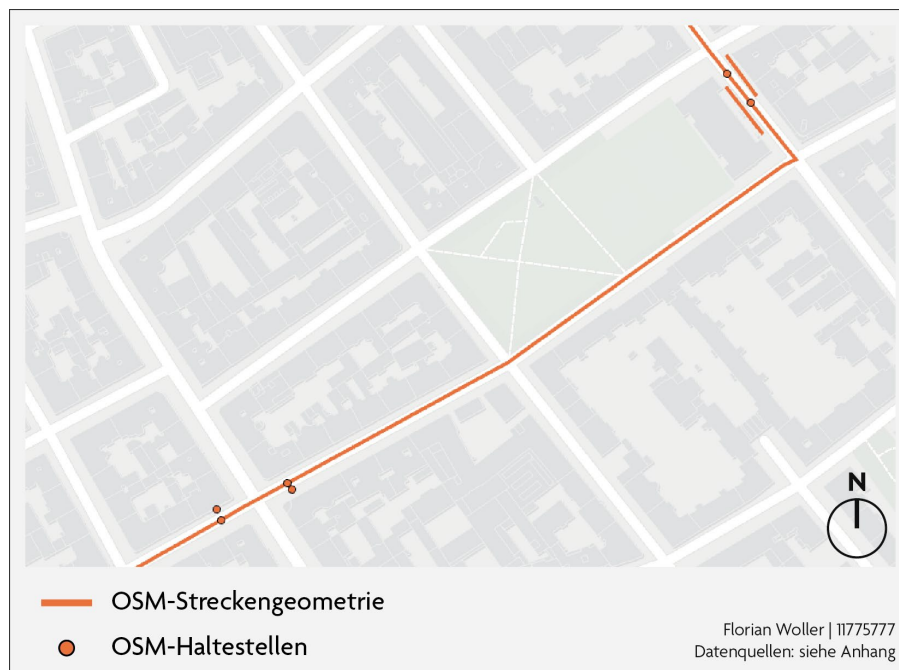 N
OSM-Streckengeometrie
OSM-Haltestellen
Florian Woller | 11775777
Datenquellen: siehe Anhang